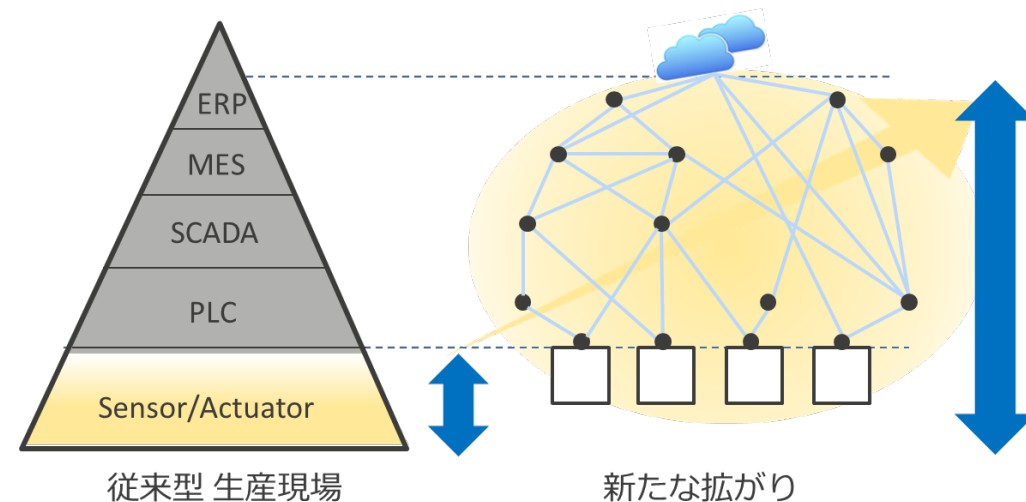 ERP
MES
SCADA
PLC
Sensor/Actuator
従来型 生産現場
新たな拡がり